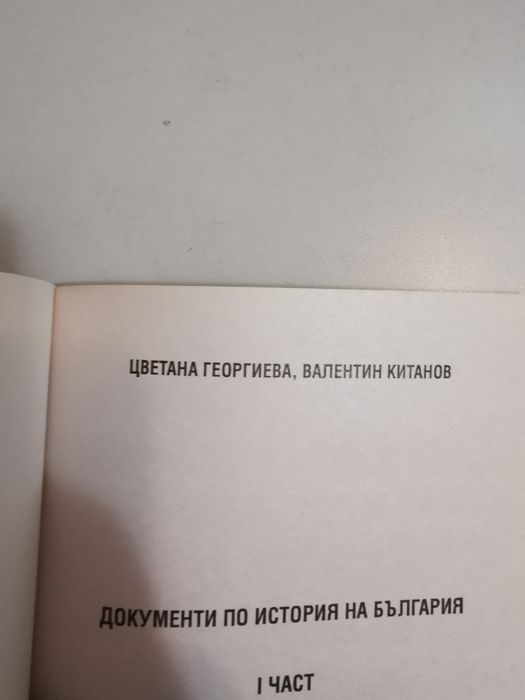 ЦВЕТАНА ГЕОРГИЕВА, ВАЛЕНТИН КИТАНОВ
ДОКУМЕНТИ ПО ИСТОРИЯ НА БЪЛГАРИЯ
I ЧАСТ